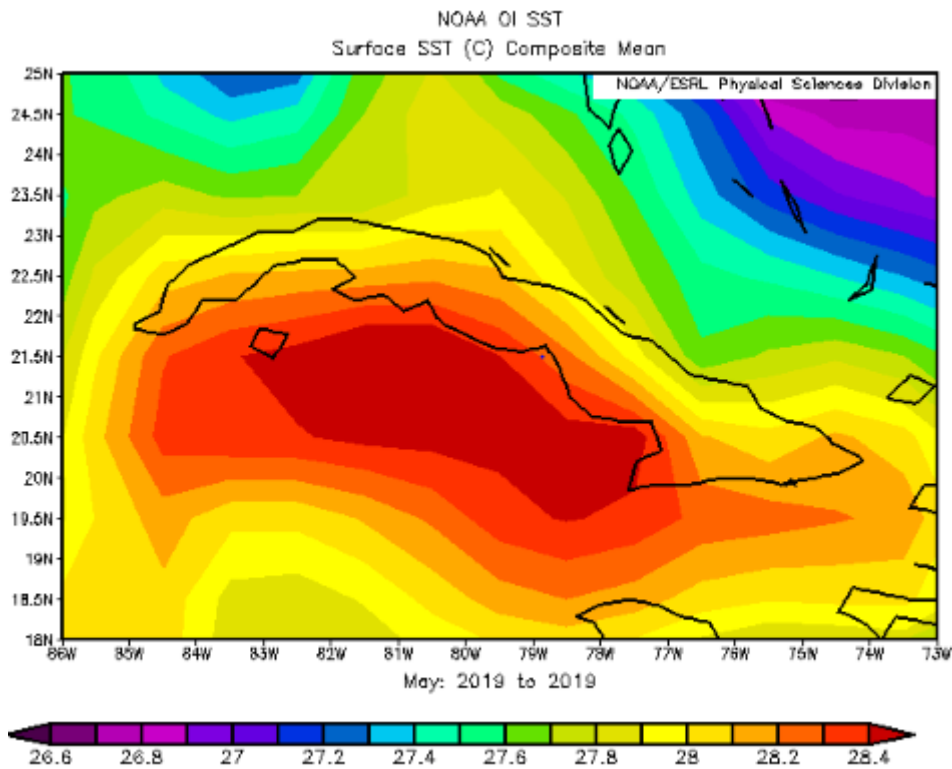 NOAA OI SST
Surface SST (C) Composite Mean
NOAA/ESRL Physical Sciences Division
25N
24.5N
24N
23.5N
23N
22.5N
22N
21.5N
21N
20.5N
20N
19.5N
19N
18.5N
18N
86W 85W 83W 82W 81W 80W 79W 78W 77W 76W 75W 74W 73W
May: 2019 to 2019
26.6 26.8 27 27.2 27.4 27.6 27.8 28 28.2 28.4